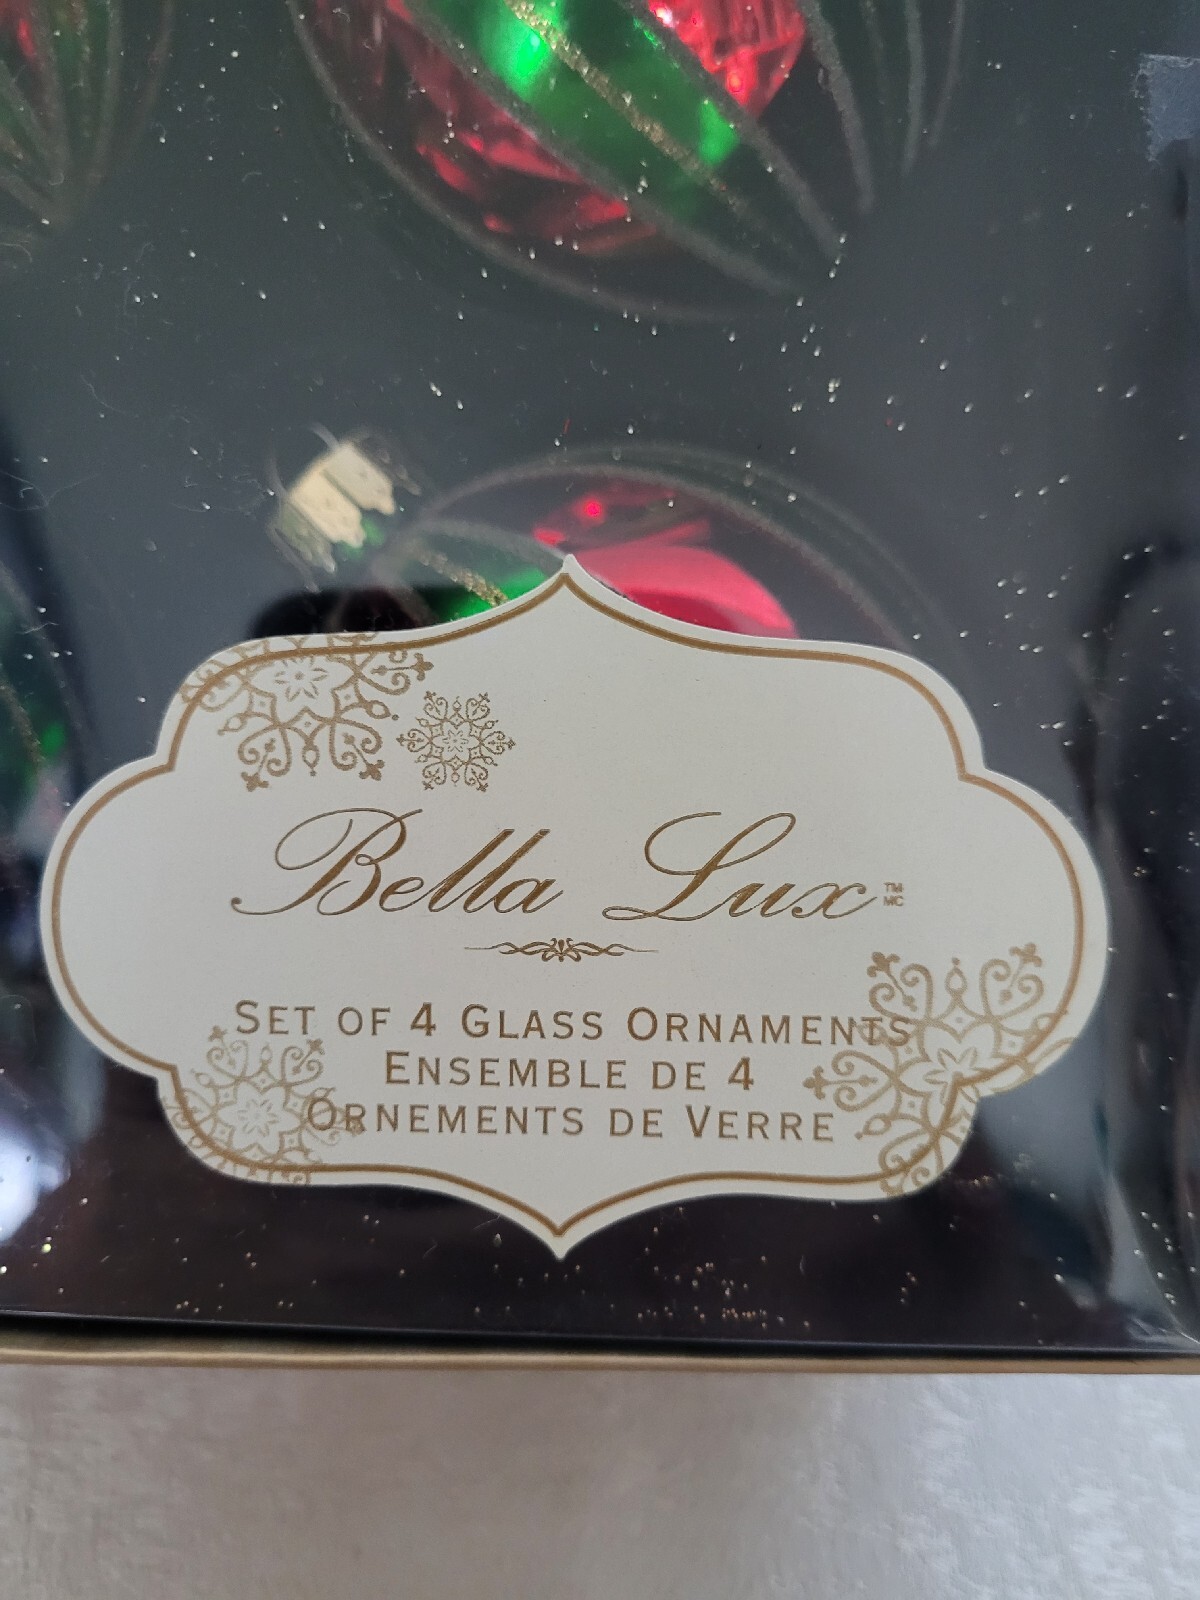 Bella Lux™ MC
SET OF 4 GLASS ORNAMENTS
ENSEMBLE DE 4
ORNEMENTS DE VERRE